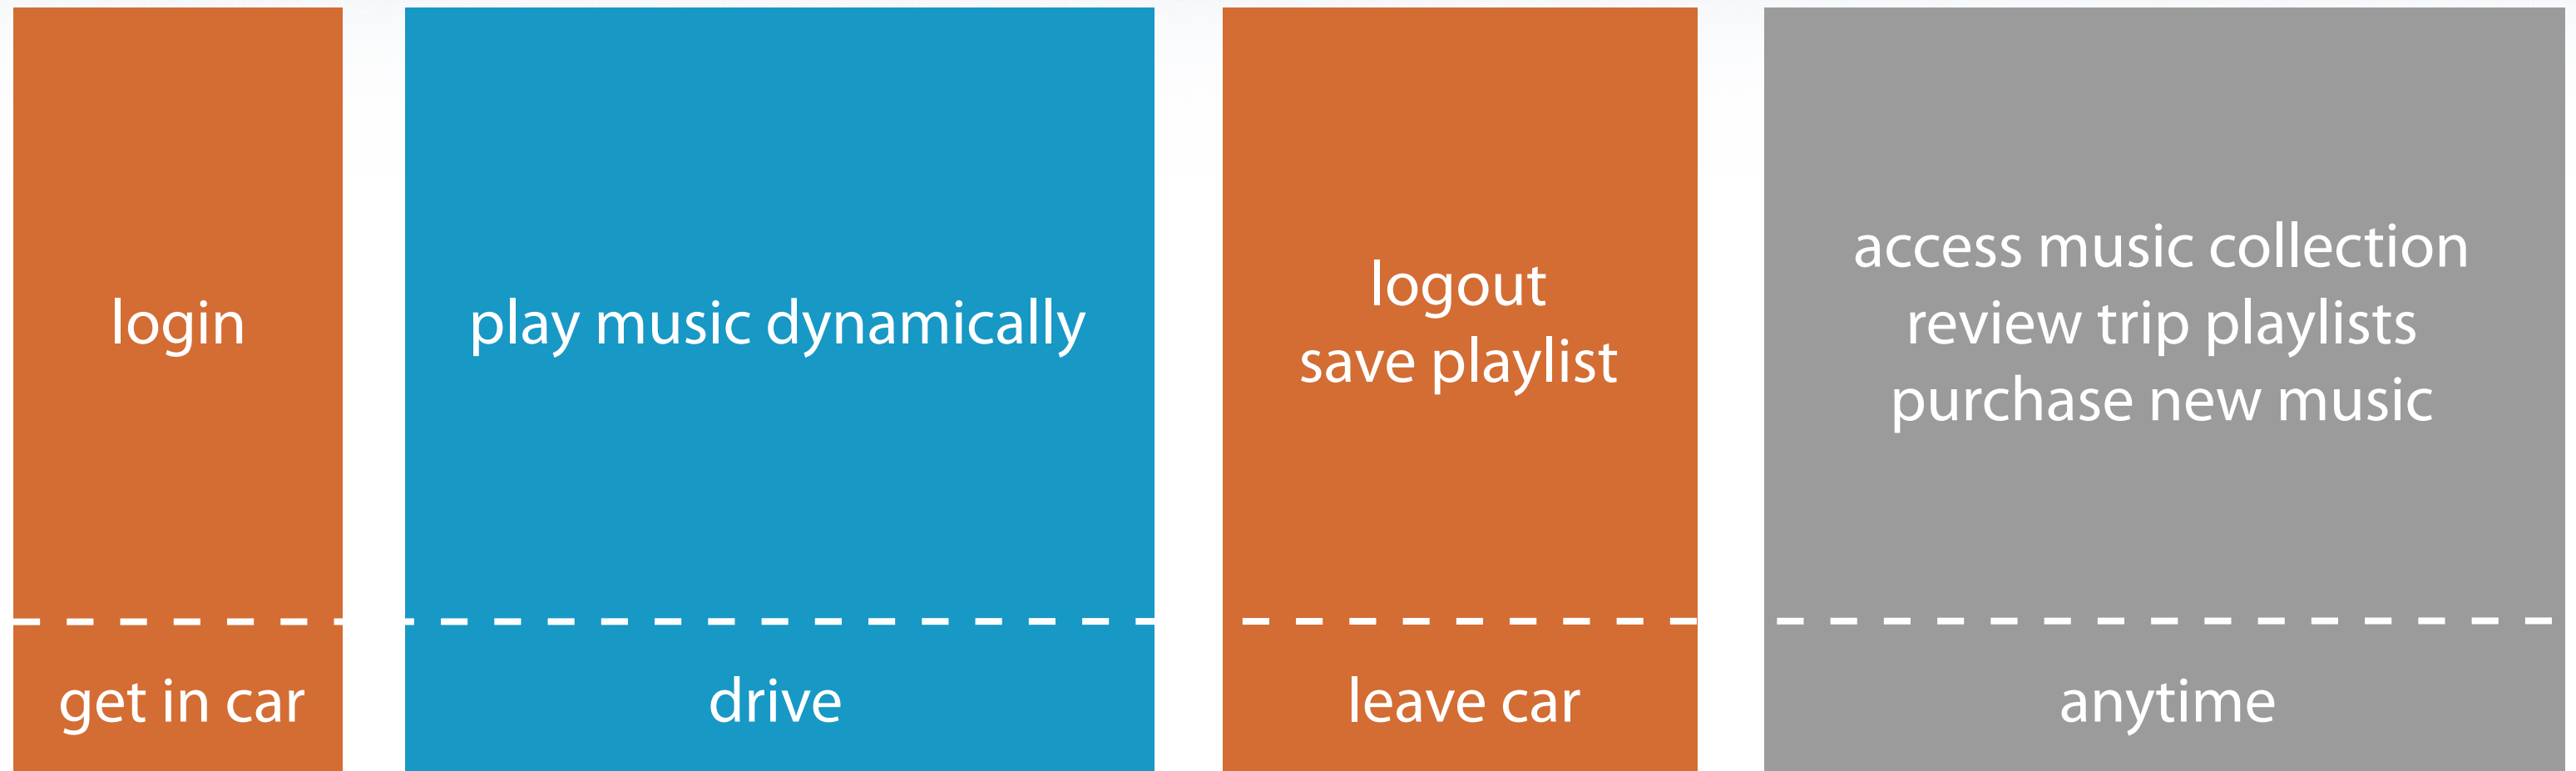 login
get in car
play music dynamically
drive
logout
save playlist
leave car
access music collection
review trip playlists
purchase new music
anytime